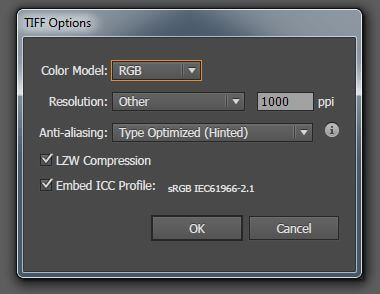 TIFF Options
Color Model: RGB
Resolution: Other 1000 ppi
Anti-aliasing: Type Optimized (Hinted)
LZW Compression
Embed ICC Profile: sRGB IEC61966-2.1
OK Cancel